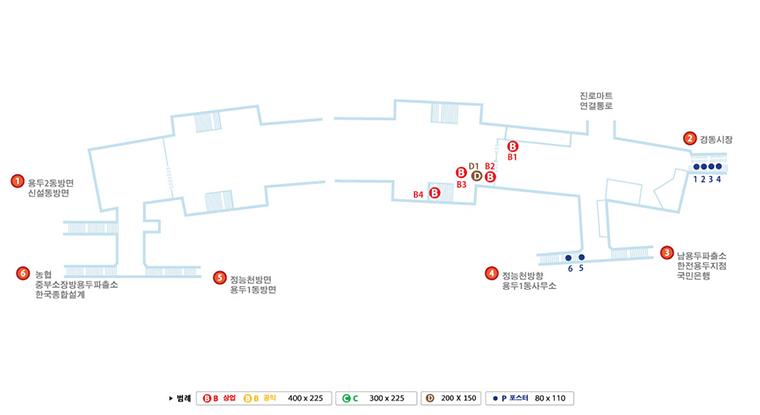 진로마트
연결통로
2 경동시장
B
B1
D1 B2
B D B
B3
B4 B
1 2 3 4
1 용두2동방면
신설동방면
6 농협
중부소장방용두파출소
한국종합설계
5 정능천방면
용두1동방면
4 정능천방향
용두1동사무소
6 5
3 남용두파출소
한전용두지점
국민은행
▶ 범례 B B 상업 B B 공익 400 x 225 C C 300 x 225 D 200 X 150 P 포스터 80 x 110